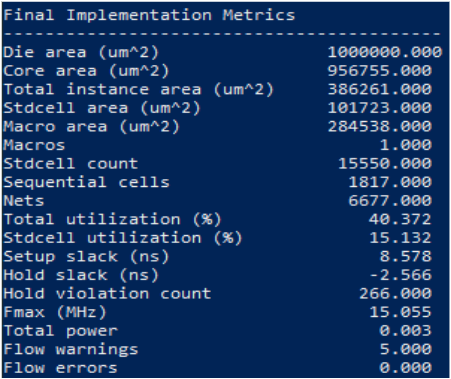 Final Implementation Metrics
--------------------------------------------
Die area (um^2) 1000000.000
Core area (um^2) 956755.000
Total instance area (um^2) 386261.000
Stdcell area (um^2) 101723.000
Macro area (um^2) 284538.000
Macros 1.000
Stdcell count 15550.000
Sequential cells 1817.000
Nets 6677.000
Total utilization (%) 40.372
Stdcell utilization (%) 15.132
Setup slack (ns) 8.578
Hold slack (ns) -2.566
Hold violation count 266.000
Fmax (MHz) 15.055
Total power 0.003
Flow warnings 5.000
Flow errors 0.000